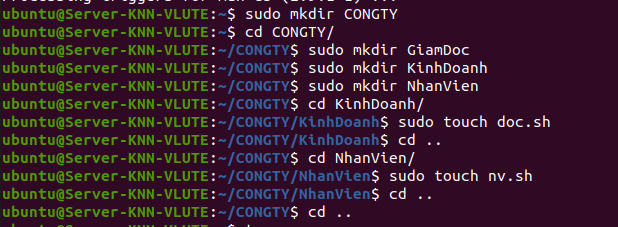 ubuntu@Server-KNN-VLUTE:~$ sudo mkdir CONGTY
ubuntu@Server-KNN-VLUTE:~$ cd CONGTY/
ubuntu@Server-KNN-VLUTE:~/CONGTY$ sudo mkdir GiamDoc
ubuntu@Server-KNN-VLUTE:~/CONGTY$ sudo mkdir KinhDoanh
ubuntu@Server-KNN-VLUTE:~/CONGTY$ sudo mkdir NhanVien
ubuntu@Server-KNN-VLUTE:~/CONGTY$ cd KinhDoanh/
ubuntu@Server-KNN-VLUTE:~/CONGTY/KinhDoanh$ sudo touch doc.sh
ubuntu@Server-KNN-VLUTE:~/CONGTY/KinhDoanh$ cd ..
ubuntu@Server-KNN-VLUTE:~/CONGTY$ cd NhanVien/
ubuntu@Server-KNN-VLUTE:~/CONGTY/NhanVien$ sudo touch nv.sh
ubuntu@Server-KNN-VLUTE:~/CONGTY/NhanVien$ cd ..
ubuntu@Server-KNN-VLUTE:~/CONGTY$ cd ..